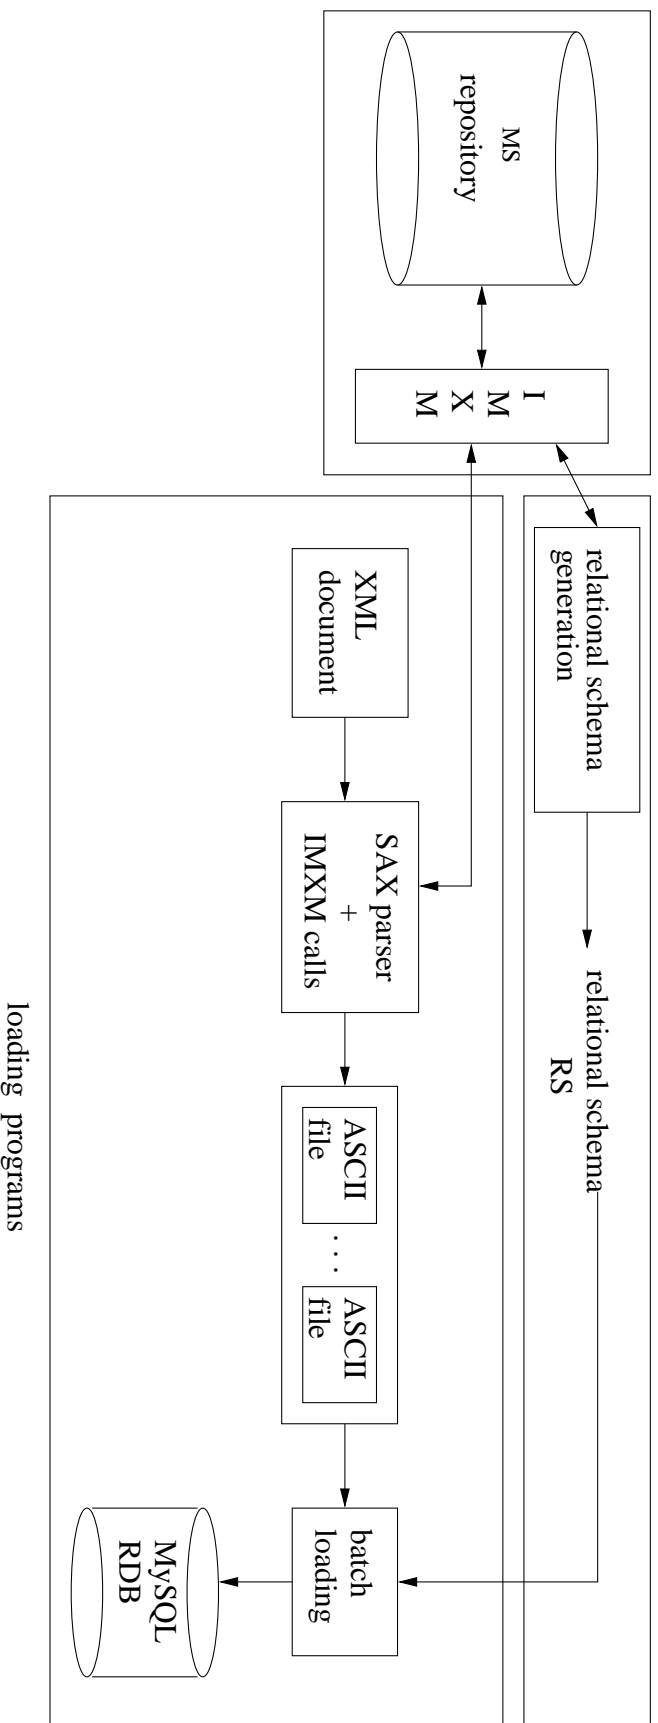 MS
repository
I
M
X
M
relational schema
generation
relational schema
RS
XML
document
SAX parser
+
IMXM calls
ASCII
file
. . .
ASCII
file
batch
loading
MySQL
RDB
loading programs